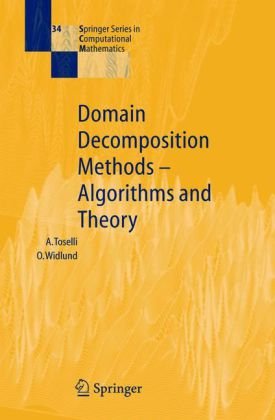 34
Springer Series in
Computational
Mathematics
Domain
Decomposition
Methods –
Algorithms and
Theory
A. Toselli
O. Widlund
Springer